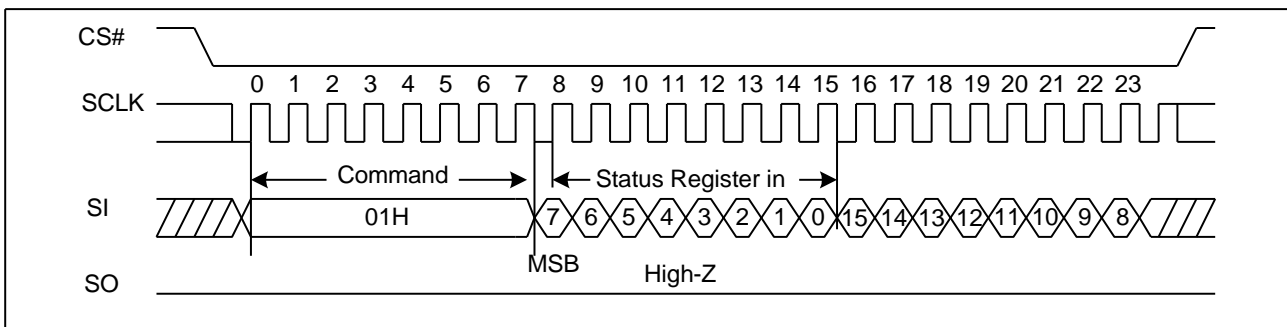 CS#
0 1 2 3 4 5 6 7 8 9 10 11 12 13 14 15 16 17 18 19 20 21 22 23
SCLK
Command Status Register in
SI 01H 7 6 5 4 3 2 1 0 15 14 13 12 11 10 9 8
MSB High-Z
SO